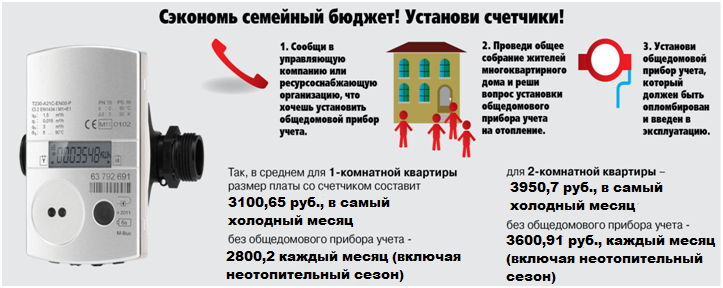 Сэкономь семейный бюджет! Установи счетчики!
1. Сообщи в
управляющую
компанию или
ресурсоснабжающую
организацию, что
хочешь установить
общедомовой прибор
учета.
2. Проведи общее
собрание жителей
многоквартирного
дома и реши
вопрос установки
общедомового
прибора учета
на отопление.
3. Установи
общедомовой
прибор учета,
который
должен быть
опломбирован
и введен в
эксплуатацию.
Так, в среднем для 1-комнатной квартиры
размер платы со счетчиком составит
3100,65 руб., в самый
холодный месяц
без общедомового прибора учета -
2800,2 каждый месяц (включая
неотопительный сезон)
для 2-комнатной квартиры –
3950,7 руб., в самый
холодный месяц
без общедомового прибора учета -
3600,91 руб., каждый месяц
(включая неотопительный
сезон)
0102
63 792 691
M-Bus